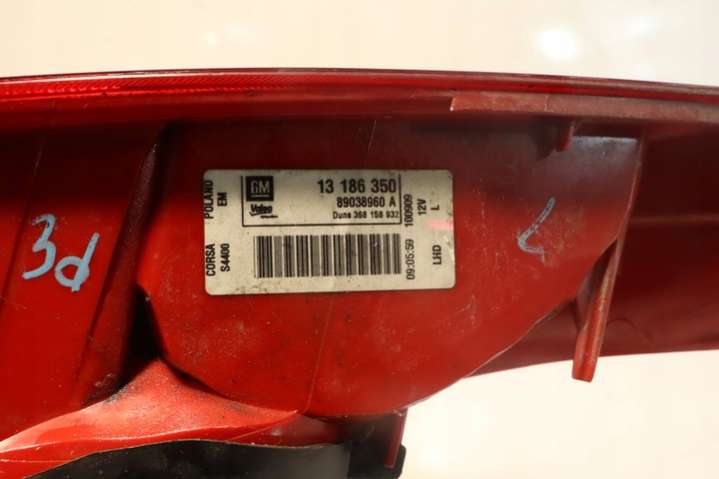 3d
GM
13 186 350
Valeo
89038960 A
Duns 368 158 932
CORSA POLAND
S4400 EM
09:05:59 100909
12V
LHD L